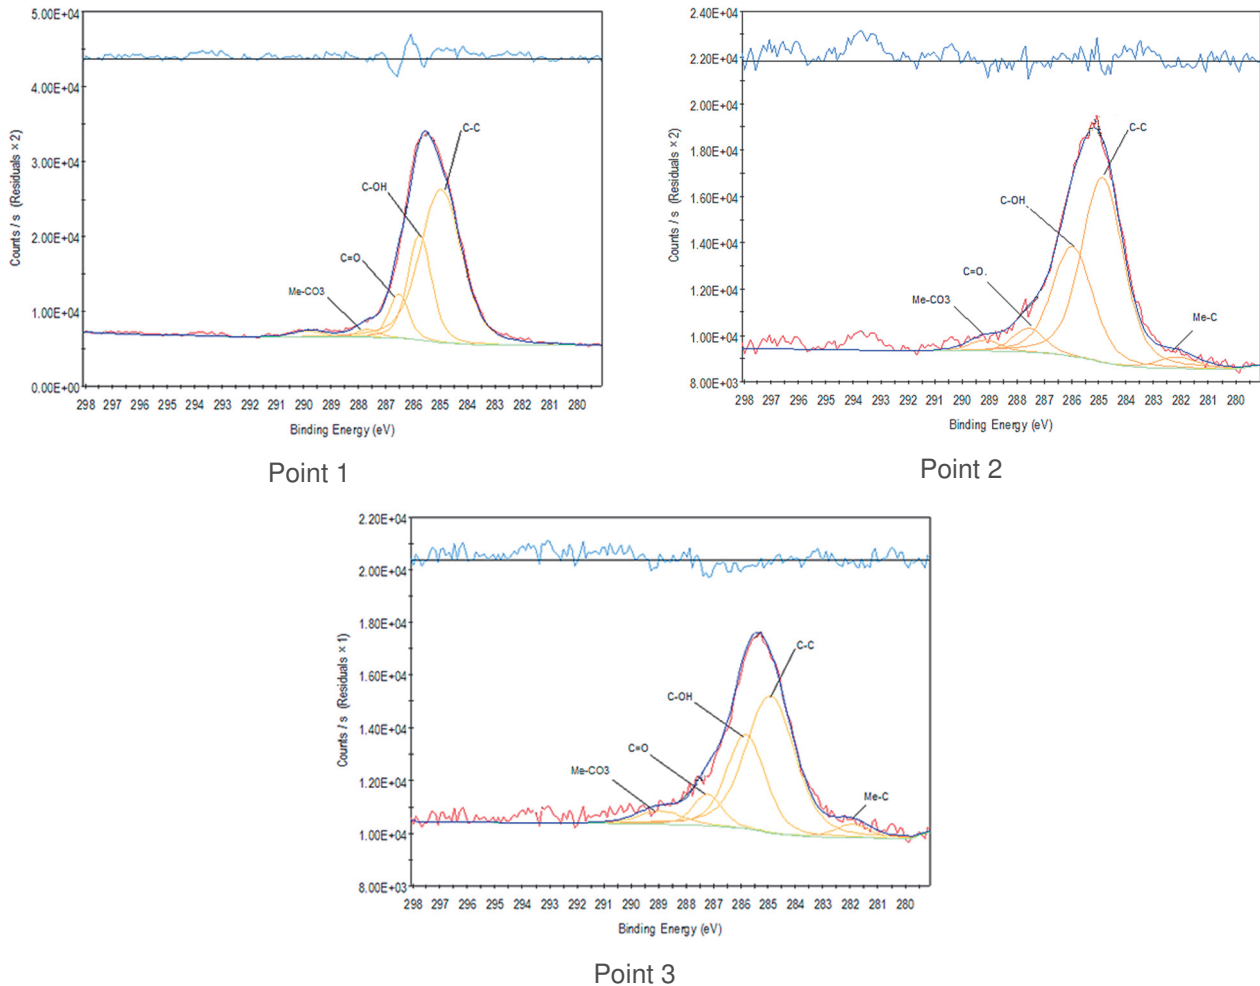 5.00E+04
4.00E+04
3.00E+04
2.00E+04
1.00E+04
0.00E+00
Counts / s (Residuals × 2)
C-C
C-OH
C=O
Me-CO3
298 297 296 295 294 293 292 291 290 289 288 287 286 285 284 283 282 281 280
Binding Energy (eV)
Point 1
2.40E+04
2.20E+04
2.00E+04
1.80E+04
1.60E+04
1.40E+04
1.20E+04
1.00E+04
8.00E+03
Counts / s (Residuals × 2)
C-C
C-OH
C=O
Me-CO3
Me-C
298 297 296 295 294 293 292 291 290 289 288 287 286 285 284 283 282 281 280
Binding Energy (eV)
Point 2
2.20E+04
2.00E+04
1.80E+04
1.60E+04
1.40E+04
1.20E+04
1.00E+04
8.00E+03
Counts / s (Residuals × 1)
C-C
C-OH
C=O
Me-CO3
Me-C
298 297 296 295 294 293 292 291 290 289 288 287 286 285 284 283 282 281 280
Binding Energy (eV)
Point 3